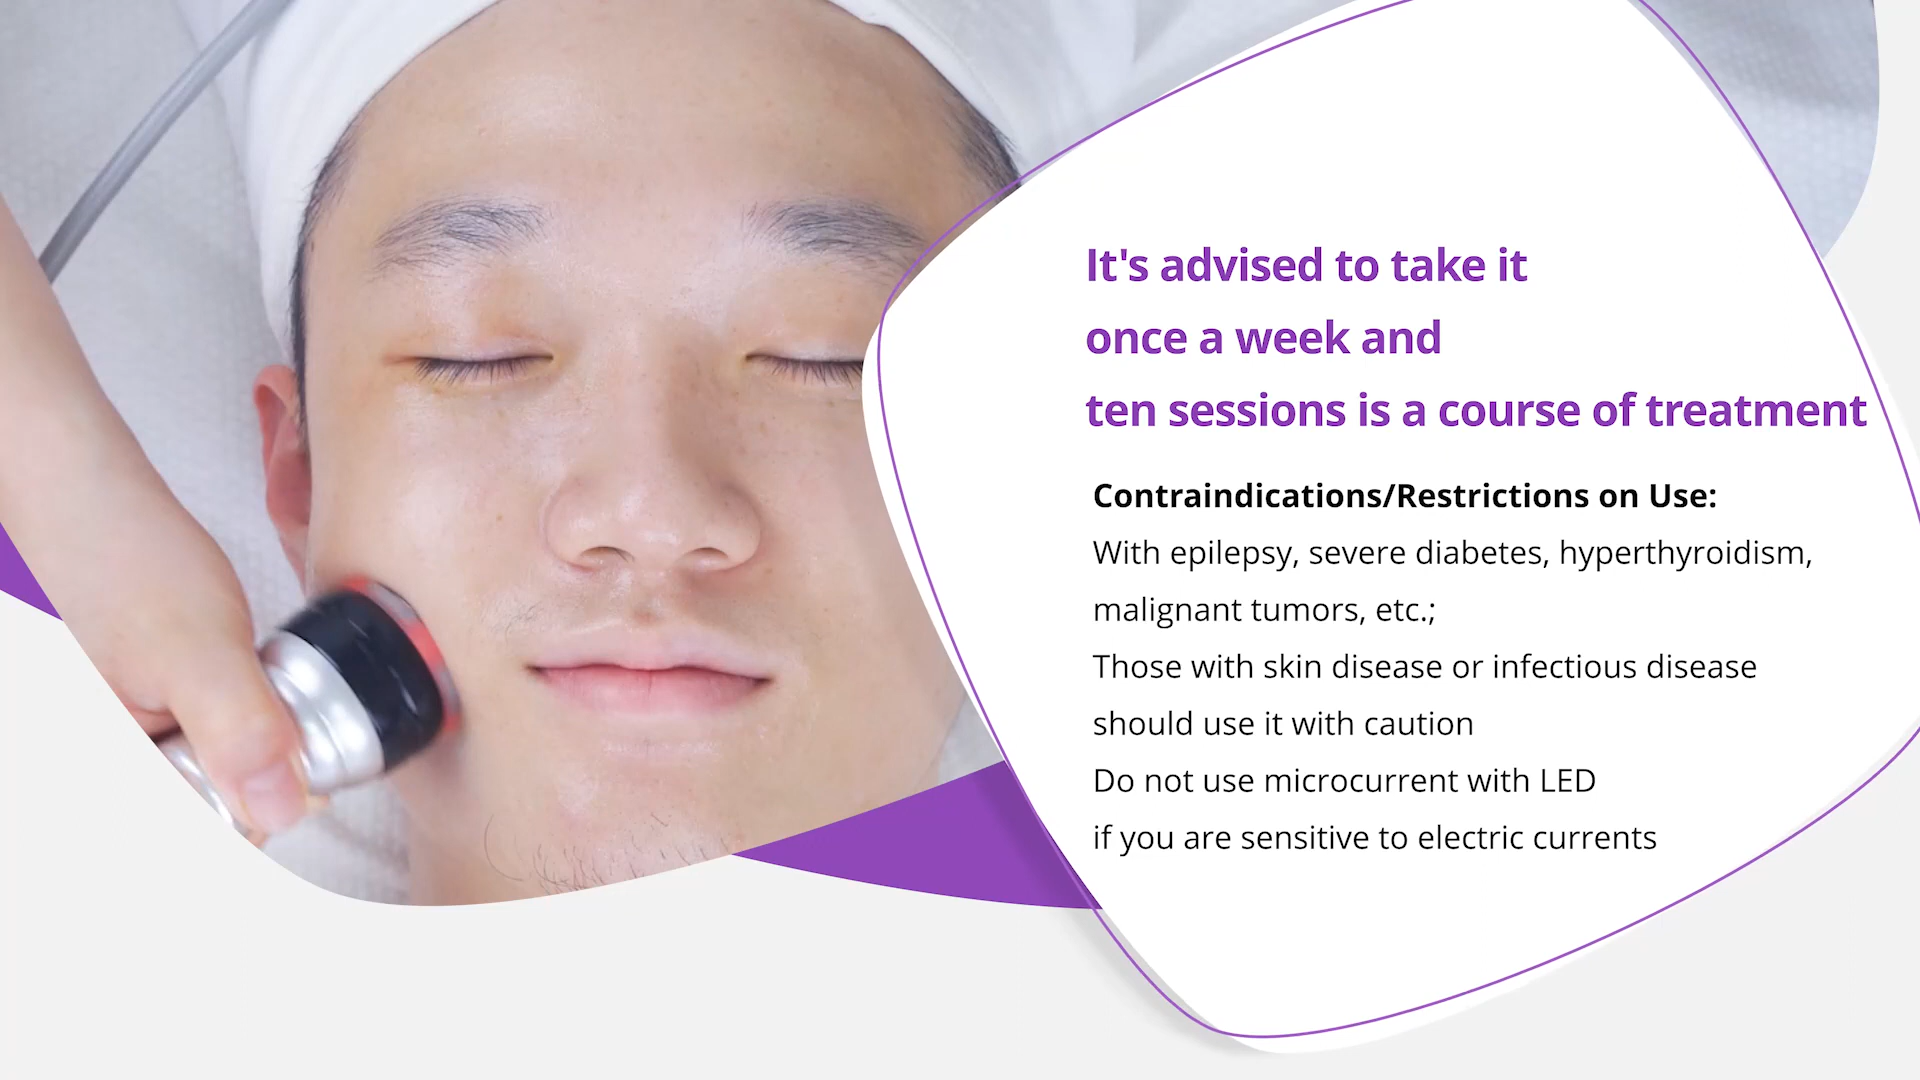 It's advised to take it
once a week and
ten sessions is a course of treatment
Contraindications/Restrictions on Use:
With epilepsy, severe diabetes, hyperthyroidism,
malignant tumors, etc.;
Those with skin disease or infectious disease
should use it with caution
Do not use microcurrent with LED
if you are sensitive to electric currents